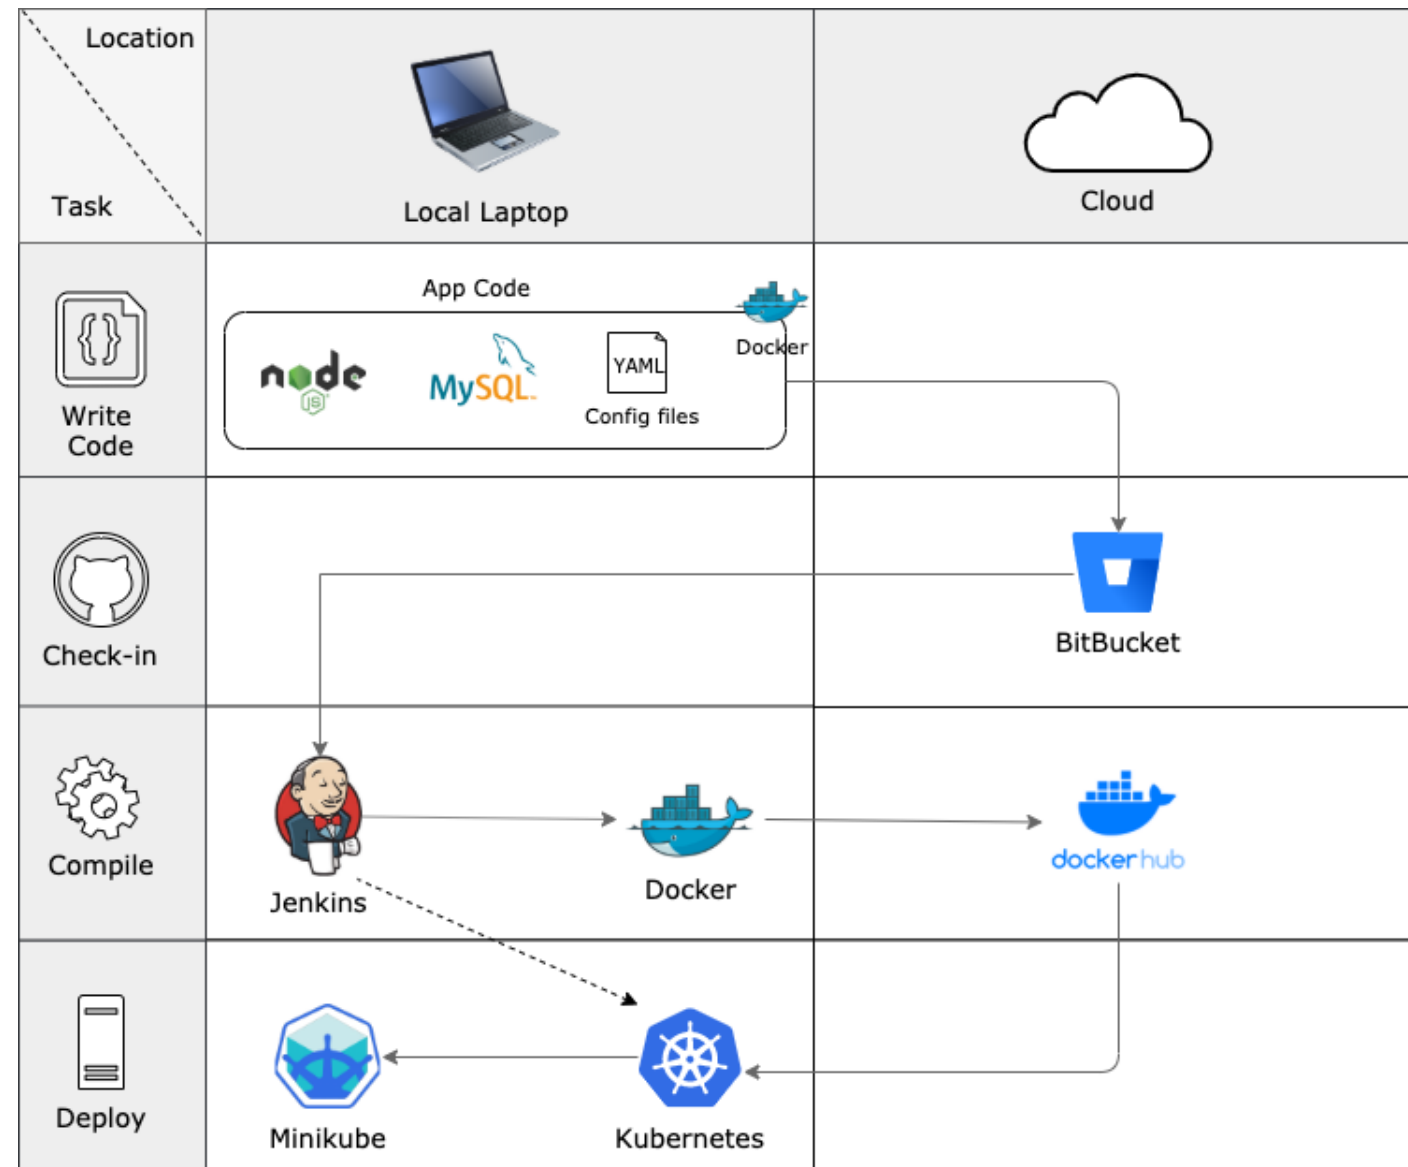 Location
Task
Local Laptop
Cloud
Write
Code
App Code
node
JS
MySQL™
YAML
Config files
Docker
Check-in
BitBucket
Compile
Jenkins
Docker
docker hub
Deploy
Minikube
Kubernetes